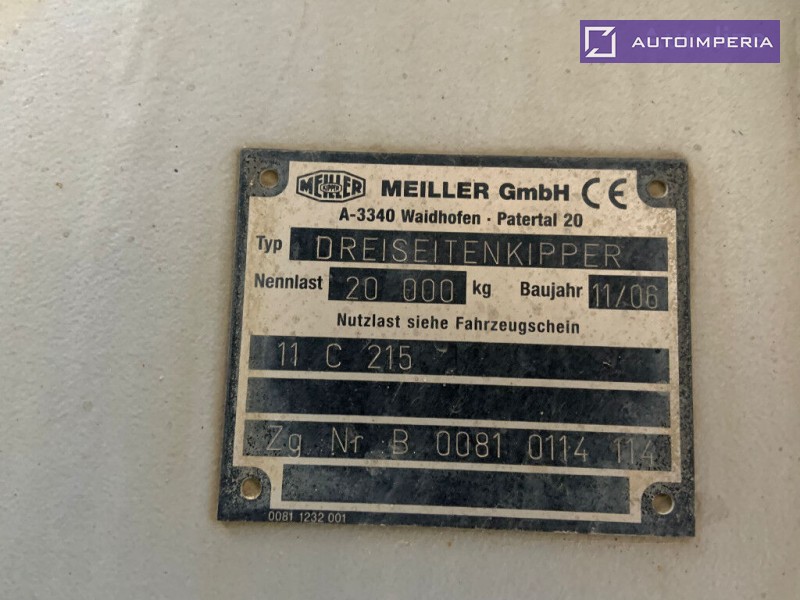 AUTOIMPERIA
MEILLER KIPPER MEILLER GmbH CE
A-3340 Waidhofen · Patertal 20
Typ DREISEITENKIPPER
Nennlast 20 000 kg Baujahr 11/06
Nutzlast siehe Fahrzeugschein
11 C 215
Zg Nr B 0081 0114 114
0081 1232 001